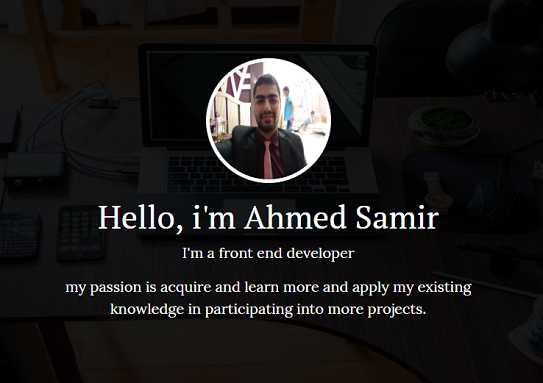 Hello, i'm Ahmed Samir
I'm a front end developer
my passion is acquire and learn more and apply my existing
knowledge in participating into more projects.